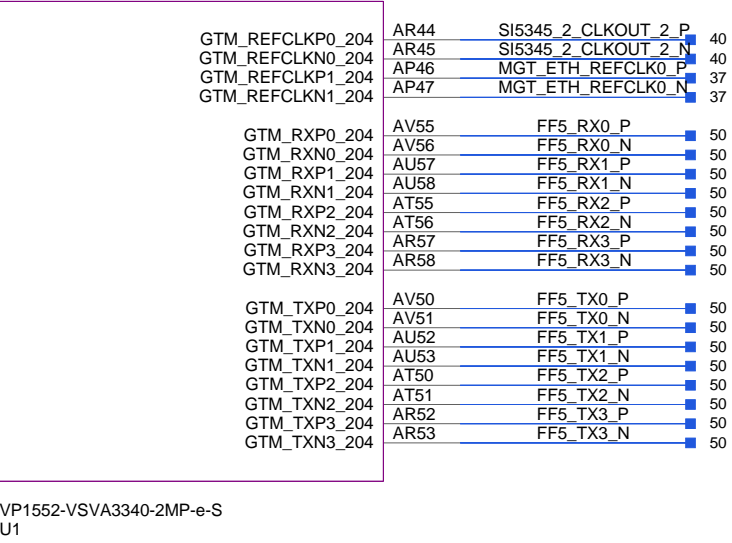 GTM_REFCLKP0_204 AR44 SI5345_2_CLKOUT_2_P 40
GTM_REFCLKN0_204 AR45 SI5345_2_CLKOUT_2_N 40
GTM_REFCLKP1_204 AP46 MGT_ETH_REFCLK0_P 37
GTM_REFCLKN1_204 AP47 MGT_ETH_REFCLK0_N 37
GTM_RXP0_204 AV55 FF5_RX0_P 50
GTM_RXN0_204 AV56 FF5_RX0_N 50
GTM_RXP1_204 AU57 FF5_RX1_P 50
GTM_RXN1_204 AU58 FF5_RX1_N 50
GTM_RXP2_204 AT55 FF5_RX2_P 50
GTM_RXN2_204 AT56 FF5_RX2_N 50
GTM_RXP3_204 AR57 FF5_RX3_P 50
GTM_RXN3_204 AR58 FF5_RX3_N 50
GTM_TXP0_204 AV50 FF5_TX0_P 50
GTM_TXN0_204 AV51 FF5_TX0_N 50
GTM_TXP1_204 AU52 FF5_TX1_P 50
GTM_TXN1_204 AU53 FF5_TX1_N 50
GTM_TXP2_204 AT50 FF5_TX2_P 50
GTM_TXN2_204 AT51 FF5_TX2_N 50
GTM_TXP3_204 AR52 FF5_TX3_P 50
GTM_TXN3_204 AR53 FF5_TX3_N 50
VP1552-VSVA3340-2MP-e-S
U1